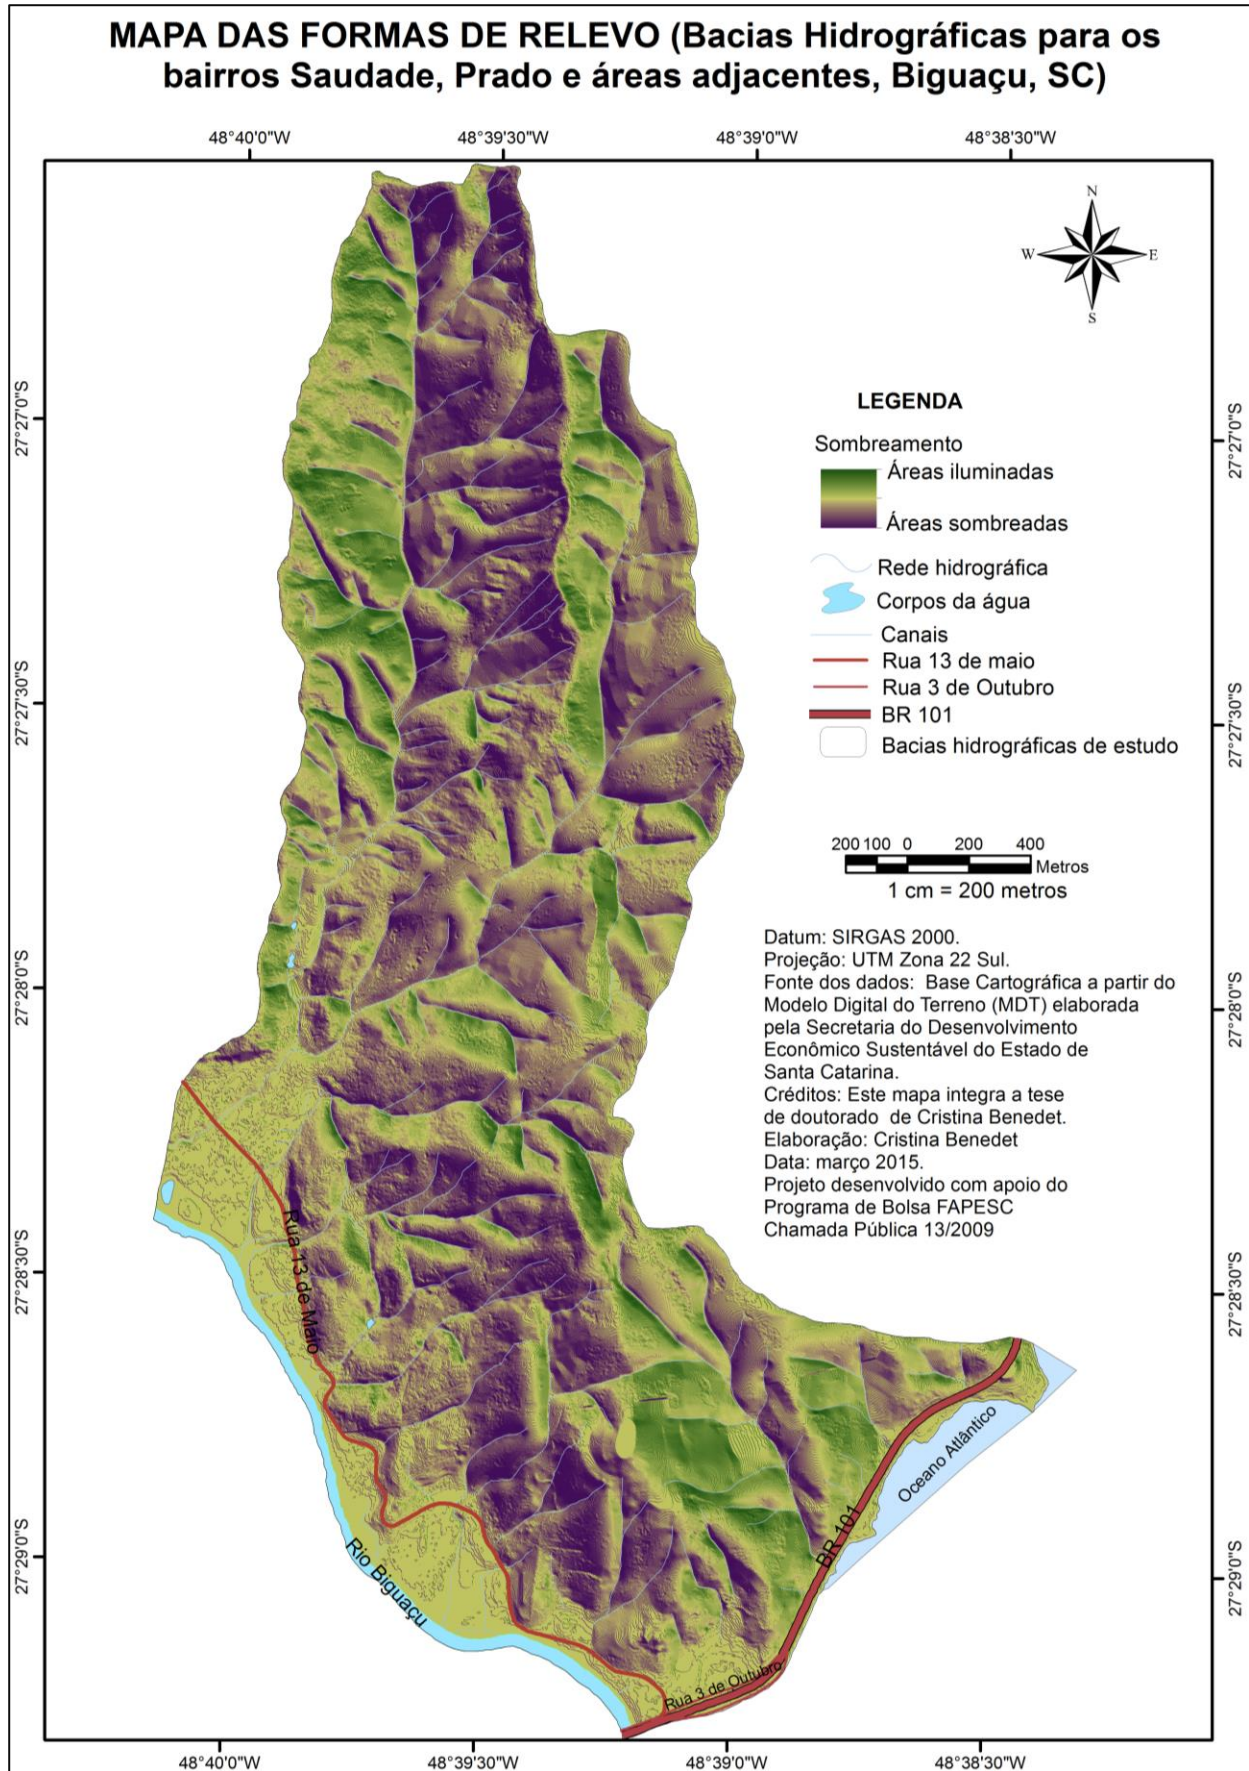 MAPA DAS FORMAS DE RELEVO (Bacias Hidrográficas para os
bairros Saudade, Prado e áreas adjacentes, Biguaçu, SC)
48°40'0"W 48°39'30"W 48°39'0"W 48°38'30"W
N
W E
S
27°27'0"S
27°27'0"S
LEGENDA
Sombreamento
Áreas iluminadas
Áreas sombreadas
Rede hidrográfica
Corpos da água
Canais
Rua 13 de maio
Rua 3 de Outubro
BR 101
Bacias hidrográficas de estudo
27°27'30"S
27°27'30"S
200 100 0 200 400
Metros
1 cm = 200 metros
Datum: SIRGAS 2000.
Projeção: UTM Zona 22 Sul.
Fonte dos dados: Base Cartográfica a partir do
Modelo Digital do Terreno (MDT) elaborada
pela Secretaria do Desenvolvimento
Econômico Sustentável do Estado de
Santa Catarina.
Créditos: Este mapa integra a tese
de doutorado de Cristina Benedet.
Elaboração: Cristina Benedet
Data: março 2015.
Projeto desenvolvido com apoio do
Programa de Bolsa FAPESC
Chamada Pública 13/2009
27°28'0"S
27°28'0"S
27°28'30"S
27°28'30"S
Rua 13 de Maio
Oceano Atlântico
BR 101
Rio Biguaçu
27°29'0"S
27°29'0"S
Rua 3 de Outubro
48°40'0"W 48°39'30"W 48°39'0"W 48°38'30"W